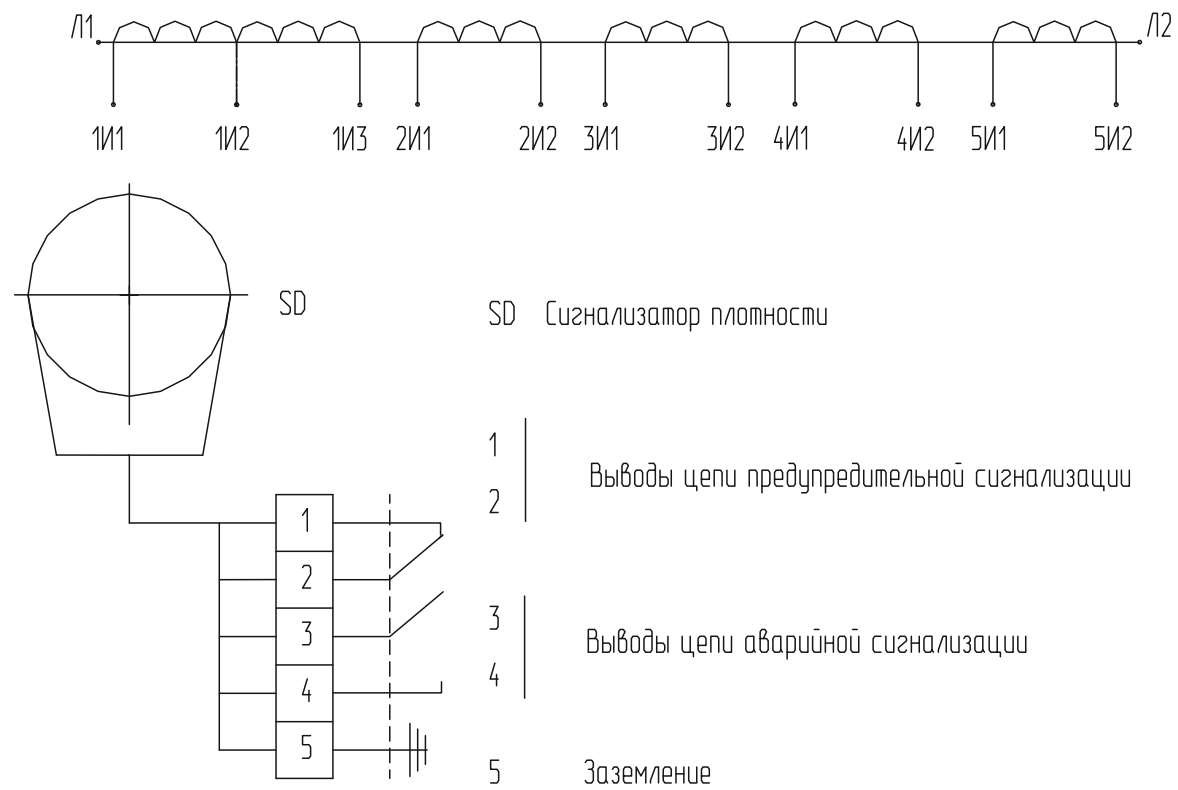 Л1 Л2
1И1 1И2 1И3 2И1 2И2 3И1 3И2 4И1 4И2 5И1 5И2
SD
SD Сигнализатор плотности
1
2
Выводы цепи предупредительной сигнализации
3
4
Выводы цепи аварийной сигнализации
5 Заземление
1
2
3
4
5